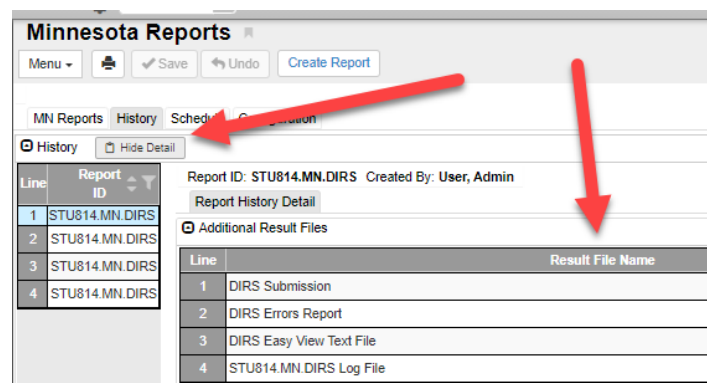 Minnesota Reports
Menu Save Undo Create Report
MN Reports History
History Hide Detail
Line Report ID
1 STU814.MN.DIRS
2 STU814.MN.DIRS
3 STU814.MN.DIRS
4 STU814.MN.DIRS
Report ID: STU814.MN.DIRS Created By: User, Admin
Report History Detail
Additional Result Files
Line Result File Name
1 DIRS Submission
2 DIRS Errors Report
3 DIRS Easy View Text File
4 STU814.MN.DIRS Log File